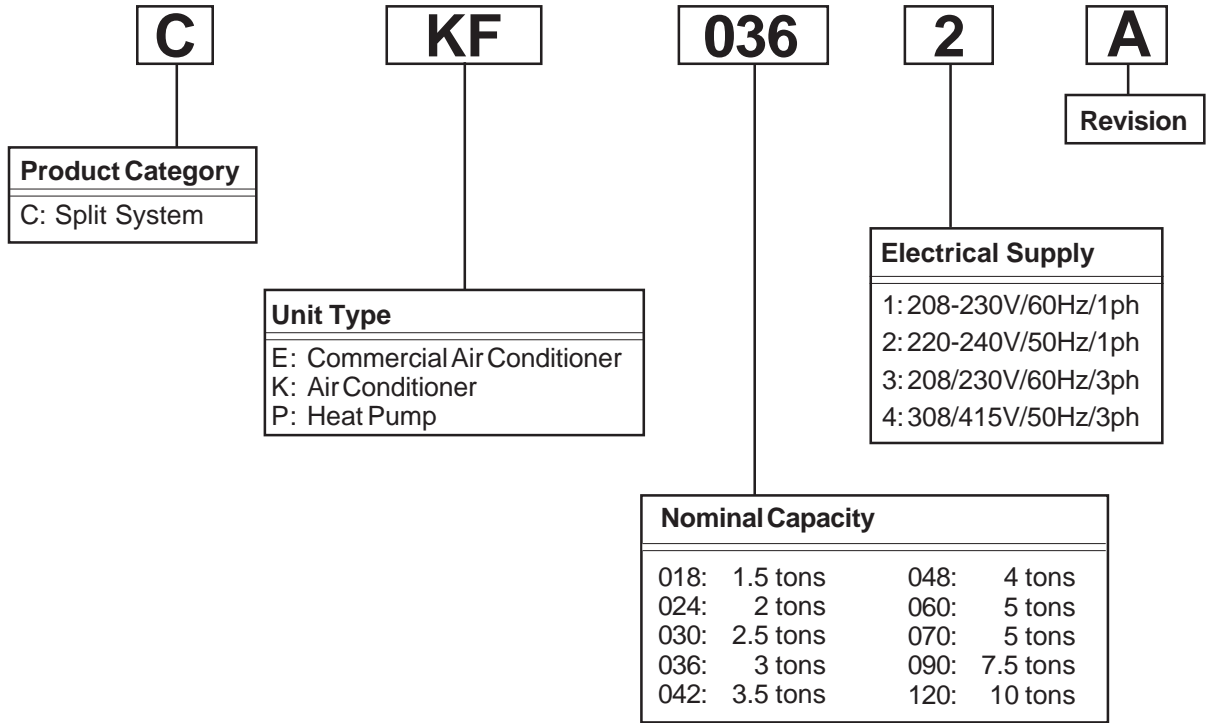 C KF 036 2 A
Revision
Product Category
C: Split System
Electrical Supply
1: 208-230V/60Hz/1ph
2: 220-240V/50Hz/1ph
3: 208/230V/60Hz/3ph
4: 308/415V/50Hz/3ph
Unit Type
E: Commercial Air Conditioner
K: Air Conditioner
P: Heat Pump
Nominal Capacity
018: 1.5 tons 048: 4 tons
024: 2 tons 060: 5 tons
030: 2.5 tons 070: 5 tons
036: 3 tons 090: 7.5 tons
042: 3.5 tons 120: 10 tons